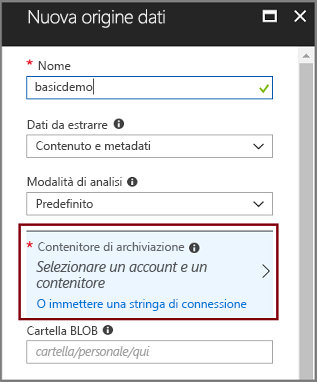 Nuova origine dati
* Nome
basicdemo
Dati da estrarre
Contenuto e metadati
Modalità di analisi
Predefinito
* Contenitore di archiviazione
Selezionare un account e un
contenitore
O immettere una stringa di connessione
Cartella BLOB
cartella/personale/qui